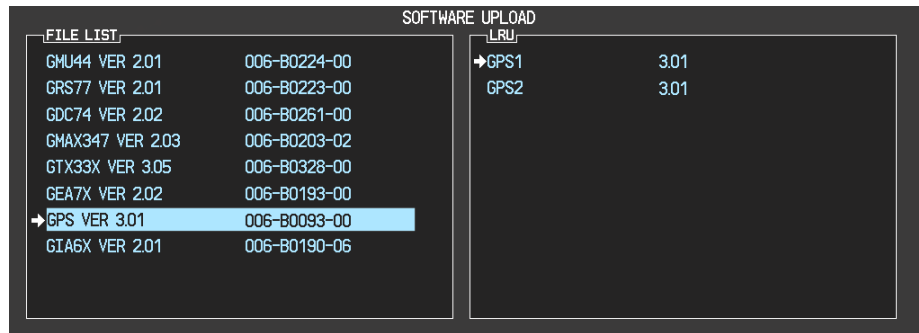 SOFTWARE UPLOAD
FILE LIST
GMU44 VER 2.01 006-B0224-00
GRS77 VER 2.01 006-B0223-00
GDC74 VER 2.02 006-B0261-00
GMAX347 VER 2.03 006-B0203-02
GTX33X VER 3.05 006-B0328-00
GEA7X VER 2.02 006-B0193-00
GPS VER 3.01 006-B0093-00
GIA6X VER 2.01 006-B0190-06
LRU
GPS1 3.01
GPS2 3.01